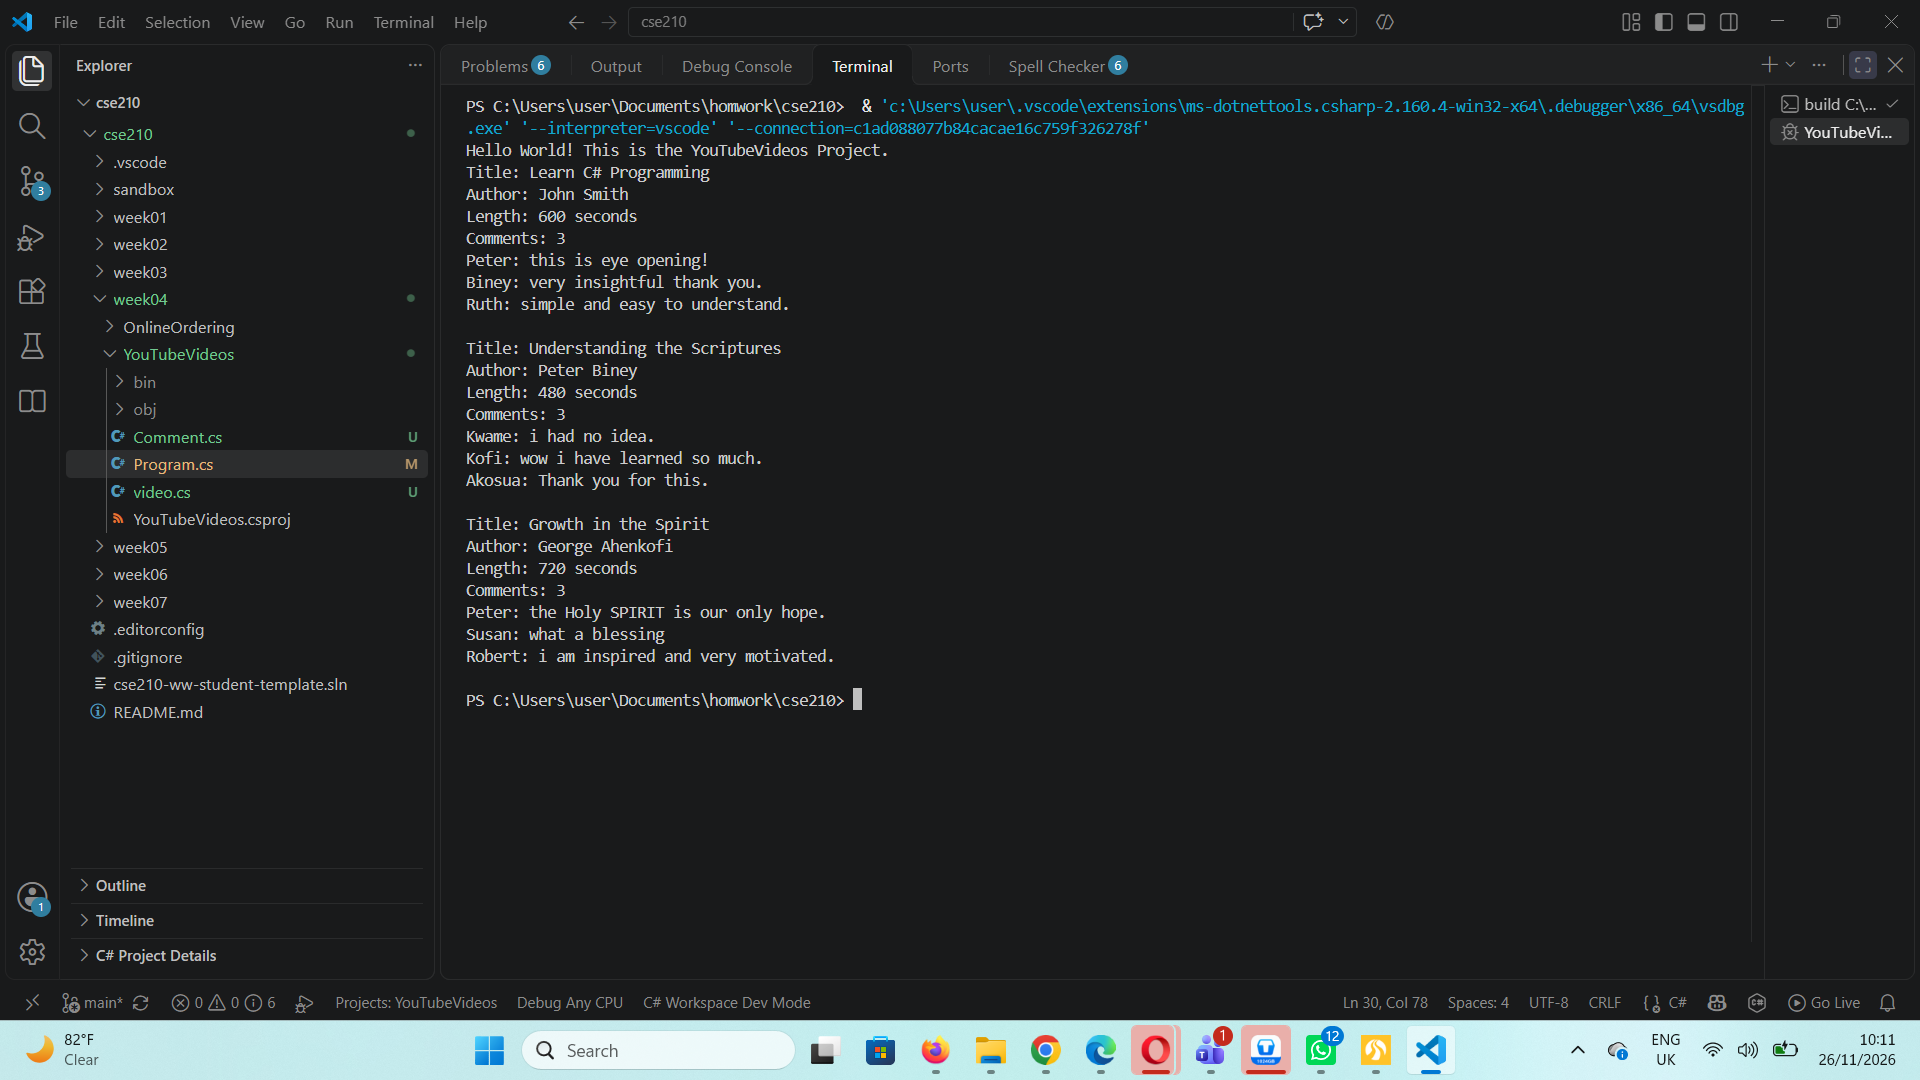 File Edit Selection View Go Run Terminal Help
cse210
Explorer
cse210
cse210
.vscode
sandbox
week01
week02
week03
week04
OnlineOrdering
YouTubeVideos
bin
obj
Comment.cs U
Program.cs M
video.cs U
YouTubeVideos.csproj
week05
week06
week07
.editorconfig
.gitignore
cse210-ww-student-template.sln
README.md
Outline
Timeline
C# Project Details
3
1
Problems 6 Output Debug Console Terminal Ports Spell Checker 6
PS C:\Users\user\Documents\homwork\cse210>  & 'c:\Users\user\.vscode\extensions\ms-dotnettools.csharp-2.160.4-win32-x64\.debugger\x86_64\vsdbg
.exe' '--interpreter=vscode' '--connection=c1ad088077b84cacae16c759f326278f'
Hello World! This is the YouTubeVideos Project.
Title: Learn C# Programming
Author: John Smith
Length: 600 seconds
Comments: 3
Peter: this is eye opening!
Biney: very insightful thank you.
Ruth: simple and easy to understand.
Title: Understanding the Scriptures
Author: Peter Biney
Length: 480 seconds
Comments: 3
Kwame: i had no idea.
Kofi: wow i have learned so much.
Akosua: Thank you for this.
Title: Growth in the Spirit
Author: George Ahenkofi
Length: 720 seconds
Comments: 3
Peter: the Holy SPIRIT is our only hope.
Susan: what a blessing
Robert: i am inspired and very motivated.
PS C:\Users\user\Documents\homwork\cse210>
build C:\...
YouTubeVi...
main* 0 0 6 Projects: YouTubeVideos Debug Any CPU C# Workspace Dev Mode Ln 30, Col 78 Spaces: 4 UTF-8 CRLF C# Go Live
82°F
Clear
Search
1
12
ENG
UK
10:11
26/11/2026